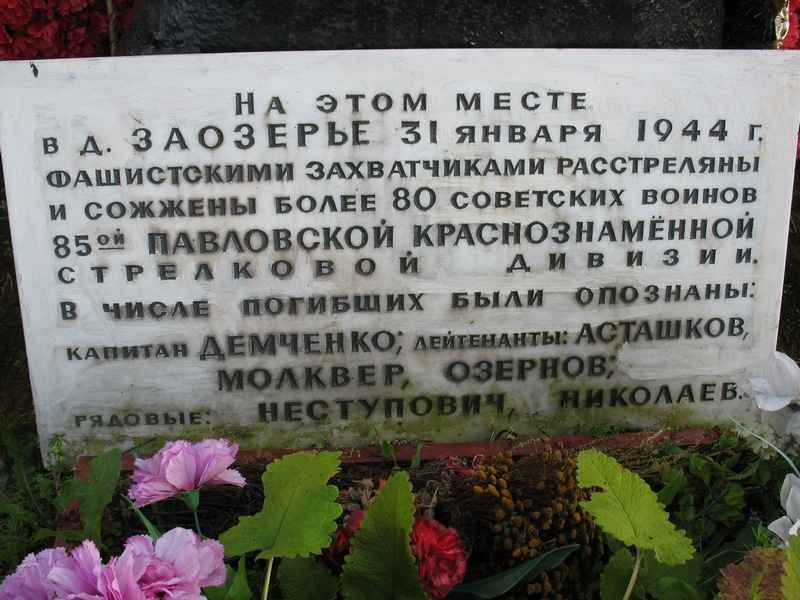 На этом месте
в д. Заозерье 31 января 1944 г.
фашистскими захватчиками расстреляны
и сожжены более 80 советских воинов
85ой Павловской Краснознамённой
стрелковой дивизии.
В числе погибших были опознаны:
капитан Демченко; лейтенанты: Асташков,
Молквер, Озернов;
рядовые: Неступович, Николаев.